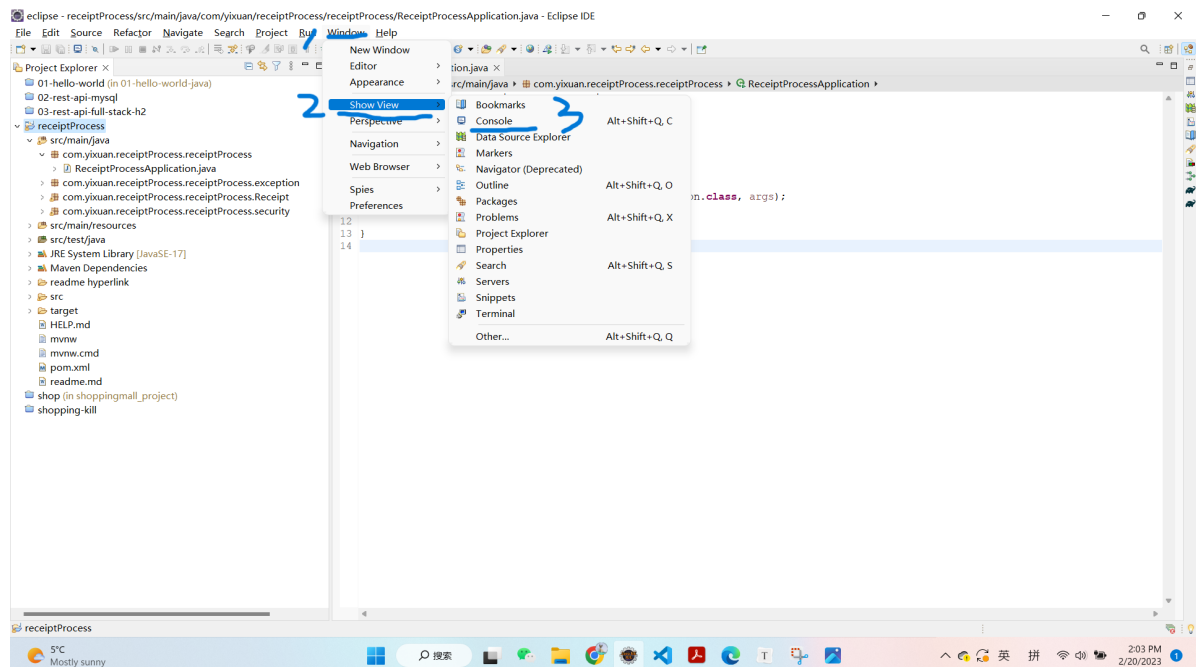 eclipse - receiptProcess/src/main/java/com/yixuan/receiptProcess/receiptProcess/ReceiptProcessApplication.java - Eclipse IDE
File Edit Source Refactor Navigate Search Project Run Window Help
1
Project Explorer
01-hello-world (in 01-hello-world-java)
02-rest-api-mysql
03-rest-api-full-stack-h2
receiptProcess
src/main/java
com.yixuan.receiptProcess.receiptProcess
ReceiptProcessApplication.java
com.yixuan.receiptProcess.receiptProcess.exception
com.yixuan.receiptProcess.receiptProcess.Receipt
com.yixuan.receiptProcess.receiptProcess.security
src/main/resources
src/test/java
JRE System Library [JavaSE-17]
Maven Dependencies
readme hyperlink
src
target
HELP.md
mvnw
mvnw.cmd
pom.xml
readme.md
shop (in shoppingmall_project)
shopping-kill
New Window
Editor
Appearance
2
Show View
Perspective
Navigation
Web Browser
Spies
Preferences
3
Bookmarks
Console Alt+Shift+Q, C
Data Source Explorer
Markers
Navigator (Deprecated)
Outline Alt+Shift+Q, O
Packages
Problems Alt+Shift+Q, X
Project Explorer
Properties
Search Alt+Shift+Q, S
Servers
Snippets
Terminal
Other... Alt+Shift+Q, Q
tion.java
src/main/java com.yixuan.receiptProcess.receiptProcess ReceiptProcessApplication
on.class, args);
12
13 }
14
receiptProcess
5°C
Mostly sunny
搜索
英 拼
2:03 PM
2/20/2023
1